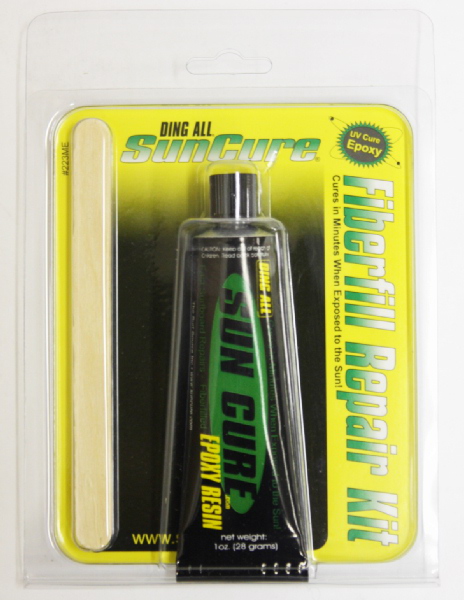 DING ALL
SunCure
UV Cure
Epoxy
#223ME
Fiberfill Repair Kit
Cures in Minutes When Exposed to the Sun!
DING ALL
SUN CURE
EPOXY RESIN
net weight:
1oz. (28 grams)
www.s